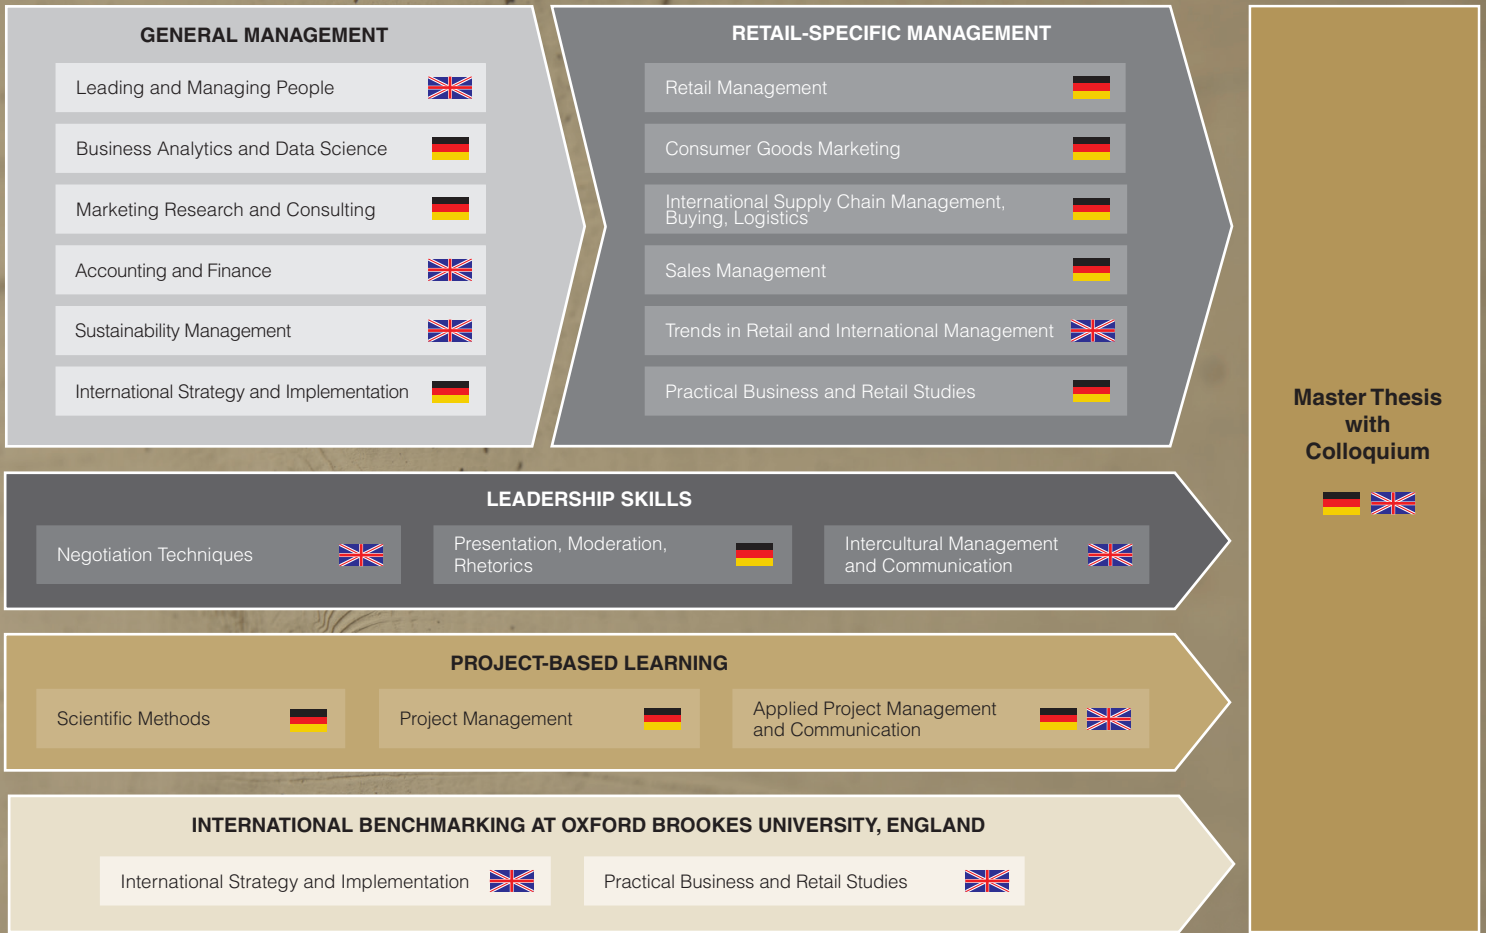 GENERAL MANAGEMENT
Leading and Managing People
Business Analytics and Data Science
Marketing Research and Consulting
Accounting and Finance
Sustainability Management
International Strategy and Implementation
RETAIL-SPECIFIC MANAGEMENT
Retail Management
Consumer Goods Marketing
International Supply Chain Management,
Buying, Logistics
Sales Management
Trends in Retail and International Management
Practical Business and Retail Studies
LEADERSHIP SKILLS
Negotiation Techniques
Presentation, Moderation,
Rhetorics
Intercultural Management
and Communication
PROJECT-BASED LEARNING
Scientific Methods
Project Management
Applied Project Management
and Communication
INTERNATIONAL BENCHMARKING AT OXFORD BROOKES UNIVERSITY, ENGLAND
International Strategy and Implementation
Practical Business and Retail Studies
Master Thesis
with
Colloquium